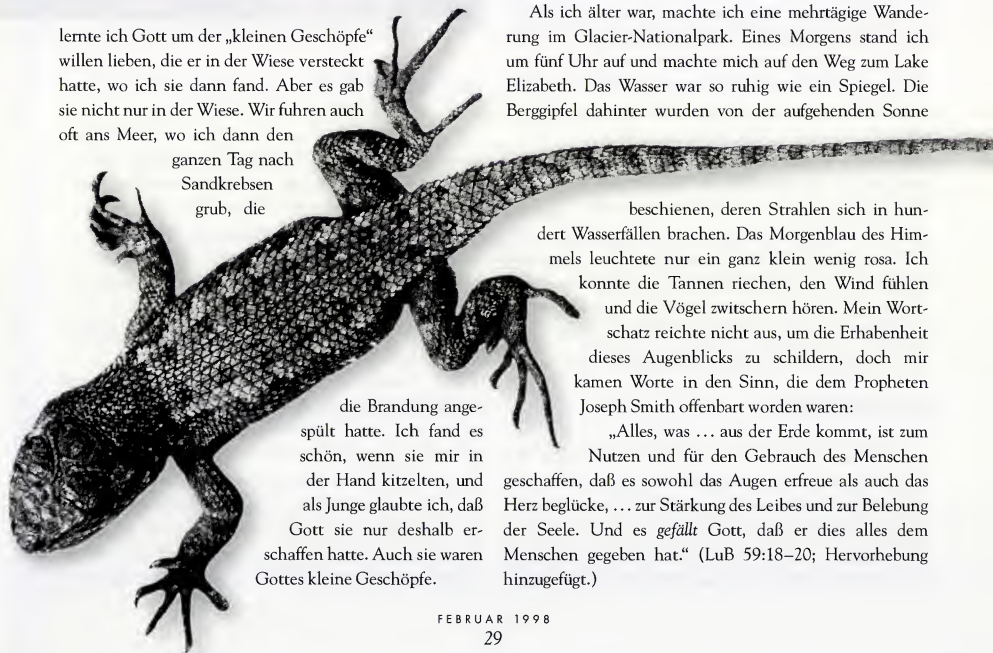 lernte ich Gott um der „kleinen Geschöpfe“
willen lieben, die er in der Wiese versteckt
hatte, wo ich sie dann fand. Aber es gab
sie nicht nur in der Wiese. Wir fuhren auch
oft ans Meer, wo ich dann den
ganzen Tag nach
Sandkrebsen
grub, die
die Brandung ange-
spült hatte. Ich fand es
schön, wenn sie mir in
der Hand kitzelten, und
als Junge glaubte ich, daß
Gott sie nur deshalb er-
schaffen hatte. Auch sie waren
Gottes kleine Geschöpfe.
Als ich älter war, machte ich eine mehrtägige Wande-
rung im Glacier-Nationalpark. Eines Morgens stand ich
um fünf Uhr auf und machte mich auf den Weg zum Lake
Elizabeth. Das Wasser war so ruhig wie ein Spiegel. Die
Berggipfel dahinter wurden von der aufgehenden Sonne
beschienen, deren Strahlen sich in hun-
dert Wasserfällen brachen. Das Morgenblau des Him-
mels leuchtete nur ein ganz klein wenig rosa. Ich
konnte die Tannen riechen, den Wind fühlen
und die Vögel zwitschern hören. Mein Wort-
schatz reichte nicht aus, um die Erhabenheit
dieses Augenblicks zu schildern, doch mir
kamen Worte in den Sinn, die dem Propheten
Joseph Smith offenbart worden waren:
„Alles, was ... aus der Erde kommt, ist zum
Nutzen und für den Gebrauch des Menschen
geschaffen, daß es sowohl das Augen erfreue als auch das
Herz beglücke, ... zur Stärkung des Leibes und zur Belebung
der Seele. Und es gefällt Gott, daß er dies alles dem
Menschen gegeben hat.“ (LuB 59:18–20; Hervorhebung
hinzugefügt.)
FEBRUAR 1998
29